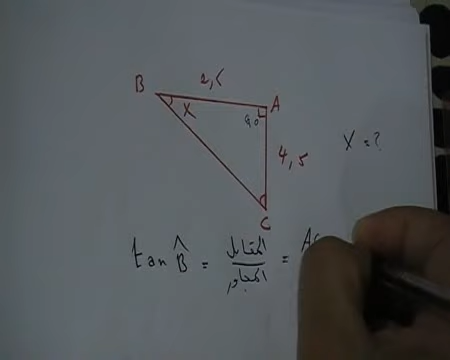 B
2,5
A
X
90
4,5
X = ?
C
tan B̂ = المقابل / المجاور = AC